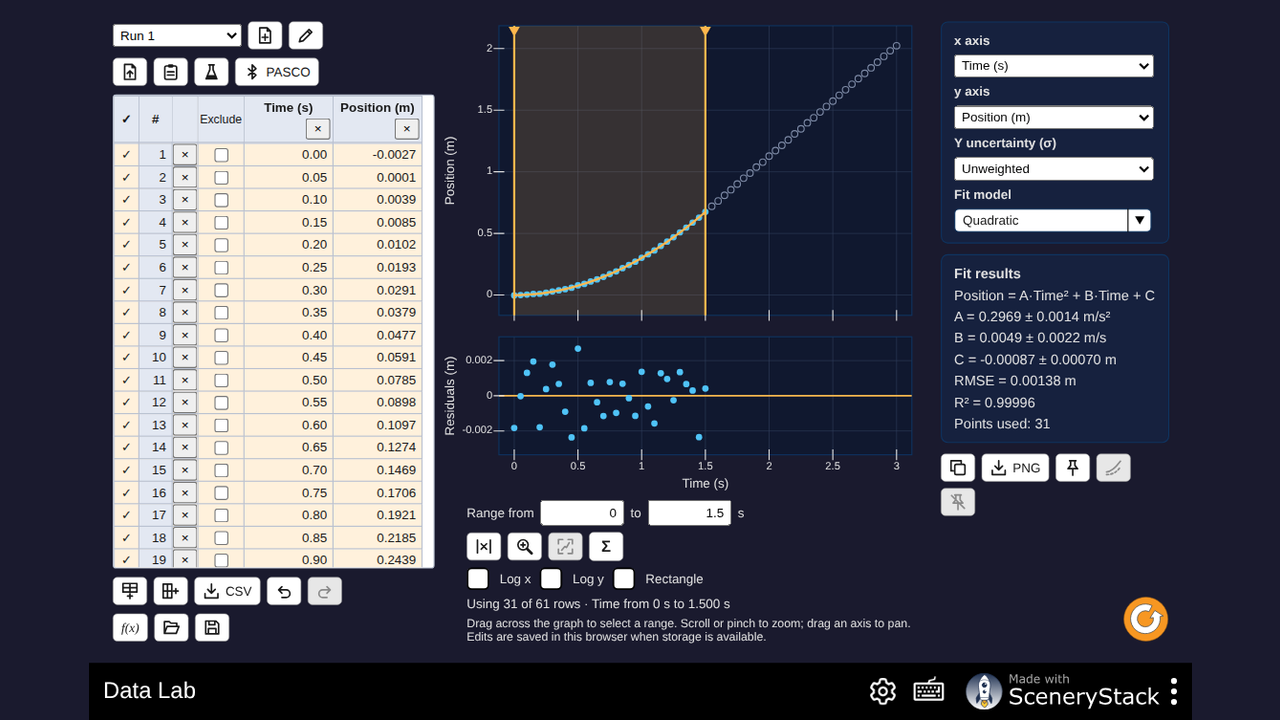 Run 1
PASCO
✓ # Exclude Time (s) Position (m)
× ×
✓ 1 × 0.00 -0.0027
✓ 2 × 0.05 0.0001
✓ 3 × 0.10 0.0039
✓ 4 × 0.15 0.0085
✓ 5 × 0.20 0.0102
✓ 6 × 0.25 0.0193
✓ 7 × 0.30 0.0291
✓ 8 × 0.35 0.0379
✓ 9 × 0.40 0.0477
✓ 10 × 0.45 0.0591
✓ 11 × 0.50 0.0785
✓ 12 × 0.55 0.0898
✓ 13 × 0.60 0.1097
✓ 14 × 0.65 0.1274
✓ 15 × 0.70 0.1469
✓ 16 × 0.75 0.1706
✓ 17 × 0.80 0.1921
✓ 18 × 0.85 0.2185
✓ 19 × 0.90 0.2439
CSV
f(x)
Position (m)
2
1.5
1
0.5
0
Residuals (m)
0.002
0
-0.002
0 0.5 1 1.5 2 2.5 3
Time (s)
Range from 0 to 1.5 s
|×| Σ
Log x Log y Rectangle
Using 31 of 61 rows · Time from 0 s to 1.500 s
Drag across the graph to select a range. Scroll or pinch to zoom; drag an axis to pan.
Edits are saved in this browser when storage is available.
x axis
Time (s)
y axis
Position (m)
Y uncertainty (σ)
Unweighted
Fit model
Quadratic
Fit results
Position = A·Time² + B·Time + C
A = 0.2969 ± 0.0014 m/s²
B = 0.0049 ± 0.0022 m/s
C = -0.00087 ± 0.00070 m
RMSE = 0.00138 m
R² = 0.99996
Points used: 31
PNG
Data Lab
Made with
SceneryStack